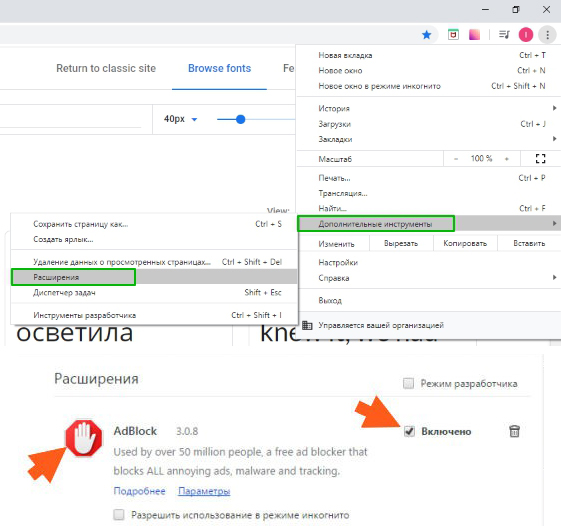 Return to classic site
Browse fonts
Fe
40px
View:
Новая вкладка Ctrl + T
Новое окно Ctrl + N
Новое окно в режиме инкогнито Ctrl + Shift + N
История
Загрузки Ctrl + J
Закладки
Масштаб - 100 % +
Печать... Ctrl + P
Трансляция...
Найти... Ctrl + F
Дополнительные инструменты
Изменить Вырезать Копировать Вставить
Настройки
Справка
Выход
Управляется вашей организацией
Сохранить страницу как... Ctrl + S
Создать ярлык...
Удаление данных о просмотренных страницах... Ctrl + Shift + Del
Расширения
Диспетчер задач Shift + Esc
Инструменты разработчика Ctrl + Shift + I
осветила
Расширения
Режим разработчика
AdBlock 3.0.8
Включено
Used by over 50 million people, a free ad blocker that
blocks ALL annoying ads, malware and tracking.
Подробнее Параметры
Разрешить использование в режиме инкогнито